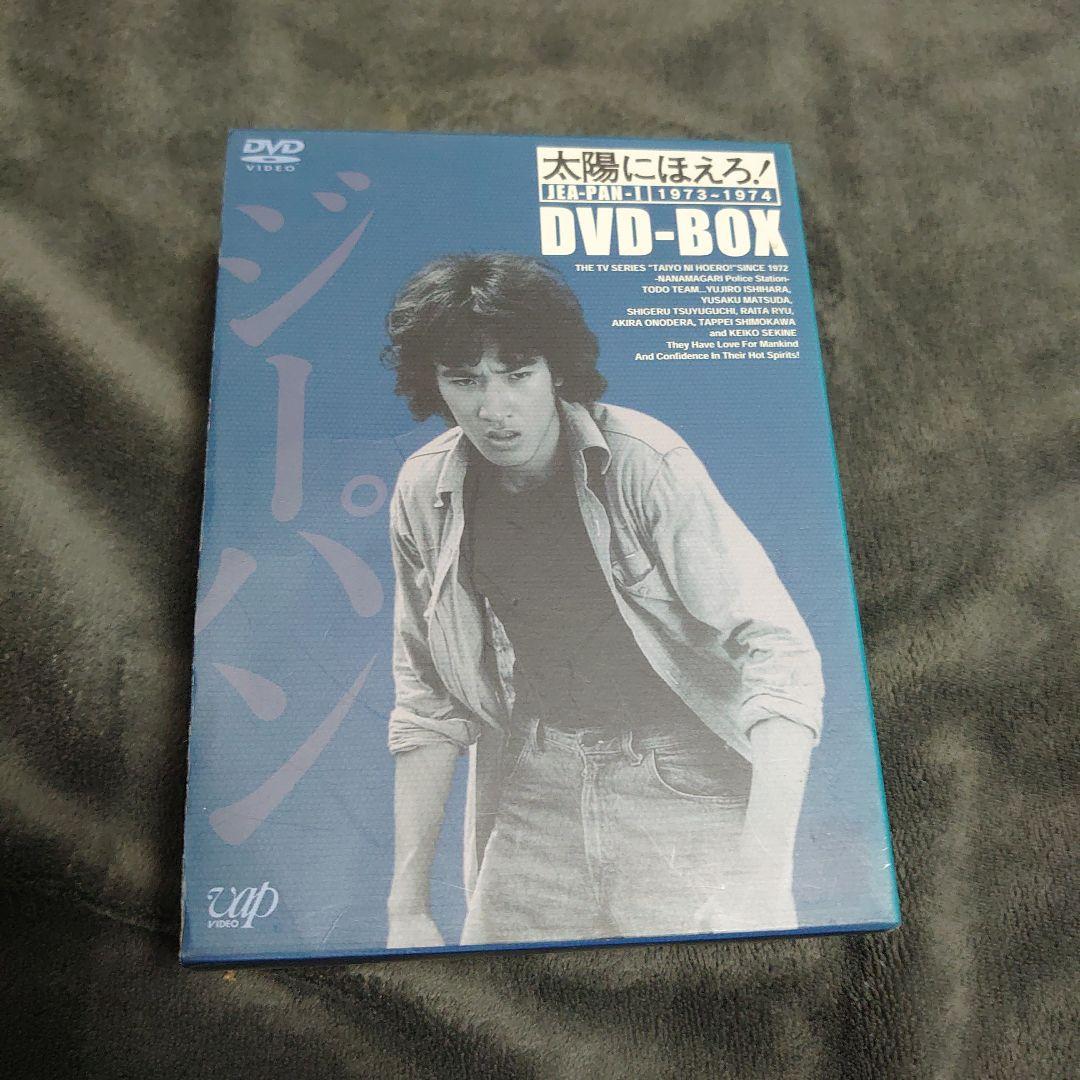 DVD
VIDEO
太陽にほえろ!
JEA-PAN-I 1973~1974
DVD-BOX
THE TV SERIES "TAIYO NI HOERO!" SINCE 1972
-NANAMAGARI Police Station-
TODO TEAM...YUJIRO ISHIHARA,
YUSAKU MATSUDA,
SHIGERU TSUYUGUCHI, RAITA RYU,
AKIRA ONODERA, TAPPEI SHIMOKAWA
and KEIKO SEKINE
They Have Love For Mankind
And Confidence In Their Hot Spirits!
ジーパン
vap
VIDEO